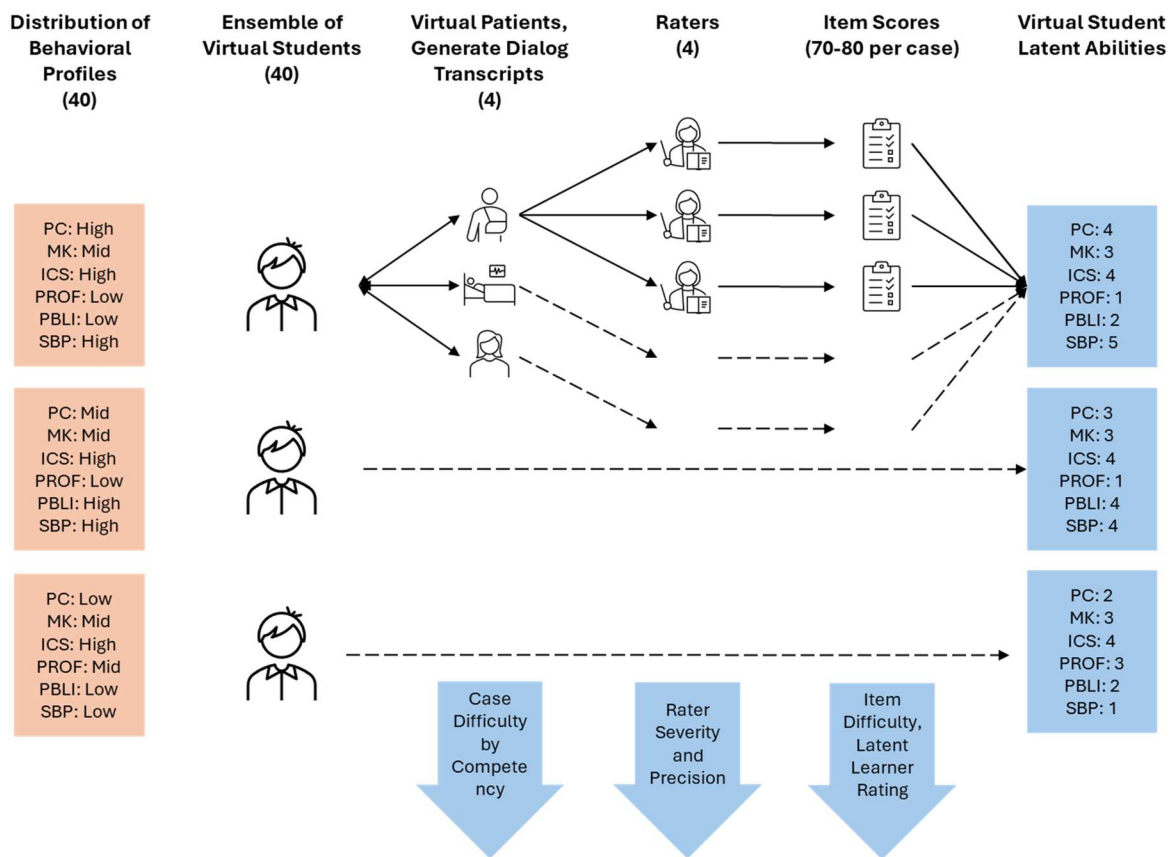 Distribution of
Behavioral
Profiles
(40)
Ensemble of
Virtual Students
(40)
Virtual Patients,
Generate Dialog
Transcripts
(4)
Raters
(4)
Item Scores
(70-80 per case)
Virtual Student
Latent Abilities
PC: High
MK: Mid
ICS: High
PROF: Low
PBLI: Low
SBP: High
PC: 4
MK: 3
ICS: 4
PROF: 1
PBLI: 2
SBP: 5
PC: Mid
MK: Mid
ICS: High
PROF: Low
PBLI: High
SBP: High
PC: 3
MK: 3
ICS: 4
PROF: 1
PBLI: 4
SBP: 4
PC: Low
MK: Mid
ICS: High
PROF: Mid
PBLI: Low
SBP: Low
PC: 2
MK: 3
ICS: 4
PROF: 3
PBLI: 2
SBP: 1
Case
Difficulty
by
Compete
ncy
Rater
Severity
and
Precision
Item
Difficulty,
Latent
Learner
Rating